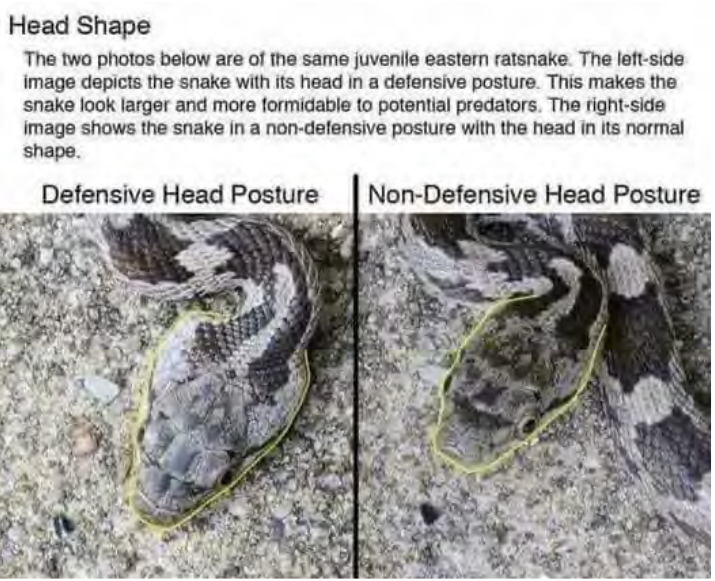 Head Shape
The two photos below are of the same juvenile eastern ratsnake. The left-side
image depicts the snake with its head in a defensive posture. This makes the
snake look larger and more formidable to potential predators. The right-side
image shows the snake in a non-defensive posture with the head in its normal
shape.
Defensive Head Posture
Non-Defensive Head Posture